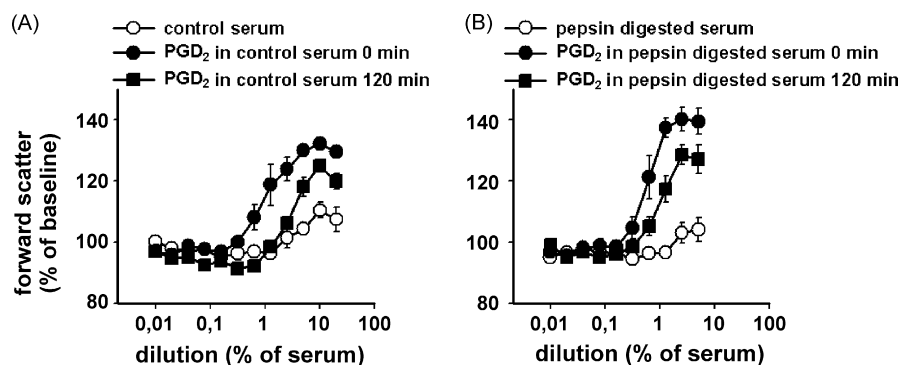 (A)
control serum
PGD2 in control serum 0 min
PGD2 in control serum 120 min
forward scatter
(% of baseline)
140
120
100
80
0,01 0,1 1 10 100
dilution (% of serum)
(B)
pepsin digested serum
PGD2 in pepsin digested serum 0 min
PGD2 in pepsin digested serum 120 min
140
120
100
80
0,01 0,1 1 10 100
dilution (% of serum)